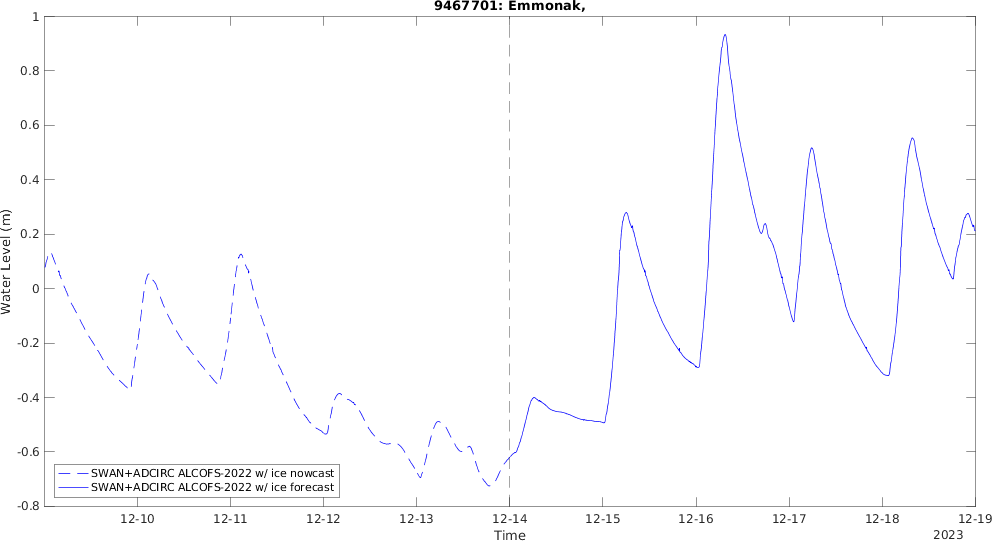 9467701: Emmonak,
1
0.8
0.6
0.4
0.2
0
-0.2
-0.4
-0.6
-0.8
Water Level (m)
SWAN+ADCIRC ALCOFS-2022 w/ ice nowcast
SWAN+ADCIRC ALCOFS-2022 w/ ice forecast
12-10 12-11 12-12 12-13 12-14 12-15 12-16 12-17 12-18 12-19
Time
2023